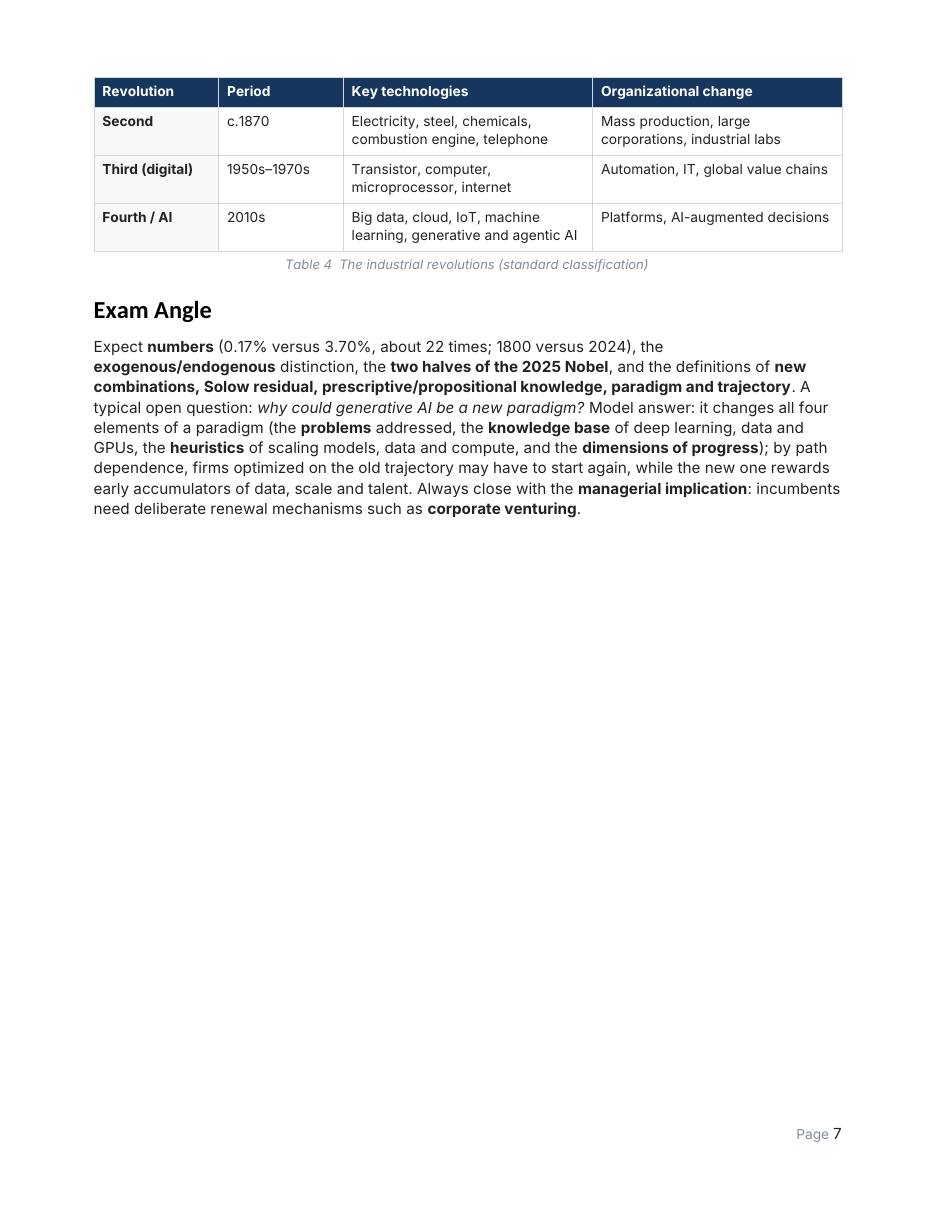 Revolution Period Key technologies Organizational change
Second c.1870 Electricity, steel, chemicals, Mass production, large
combustion engine, telephone corporations, industrial labs
Third (digital) 1950s–1970s Transistor, computer, Automation, IT, global value chains
microprocessor, internet
Fourth / AI 2010s Big data, cloud, IoT, machine Platforms, AI-augmented decisions
learning, generative and agentic AI
Table 4 The industrial revolutions (standard classification)
Exam Angle
Expect numbers (0.17% versus 3.70%, about 22 times; 1800 versus 2024), the
exogenous/endogenous distinction, the two halves of the 2025 Nobel, and the definitions of new
combinations, Solow residual, prescriptive/propositional knowledge, paradigm and trajectory. A
typical open question: why could generative AI be a new paradigm? Model answer: it changes all four
elements of a paradigm (the problems addressed, the knowledge base of deep learning, data and
GPUs, the heuristics of scaling models, data and compute, and the dimensions of progress); by path
dependence, firms optimized on the old trajectory may have to start again, while the new one rewards
early accumulators of data, scale and talent. Always close with the managerial implication: incumbents
need deliberate renewal mechanisms such as corporate venturing.
Page 7